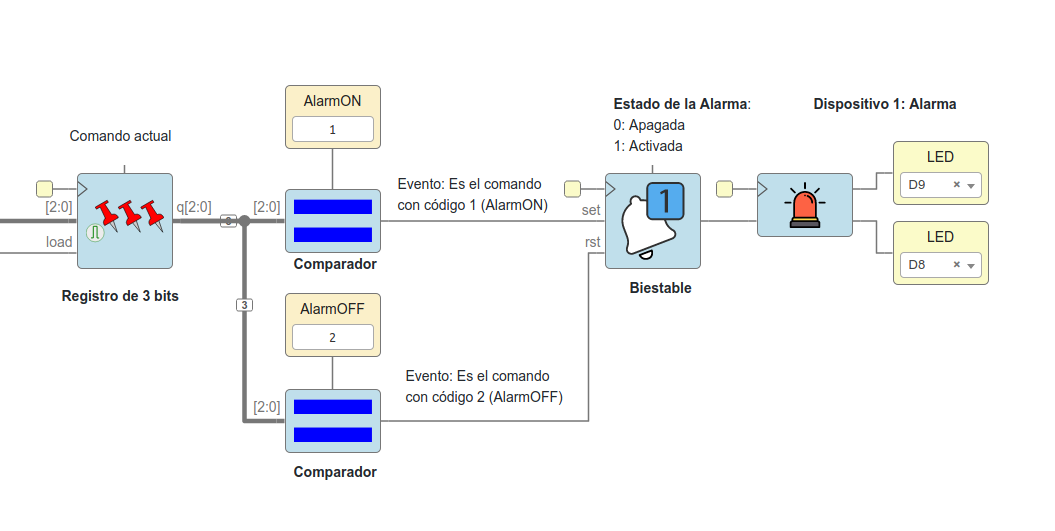 Comando actual
[2:0]
load
q[2:0]
3
Registro de 3 bits
AlarmON
1
[2:0]
Comparador
3
AlarmOFF
2
[2:0]
Comparador
Evento: Es el comando
con código 1 (AlarmON)
Evento: Es el comando
con código 2 (AlarmOFF)
Estado de la Alarma:
0: Apagada
1: Activada
set
rst
1
Biestable
Dispositivo 1: Alarma
LED
D9
LED
D8